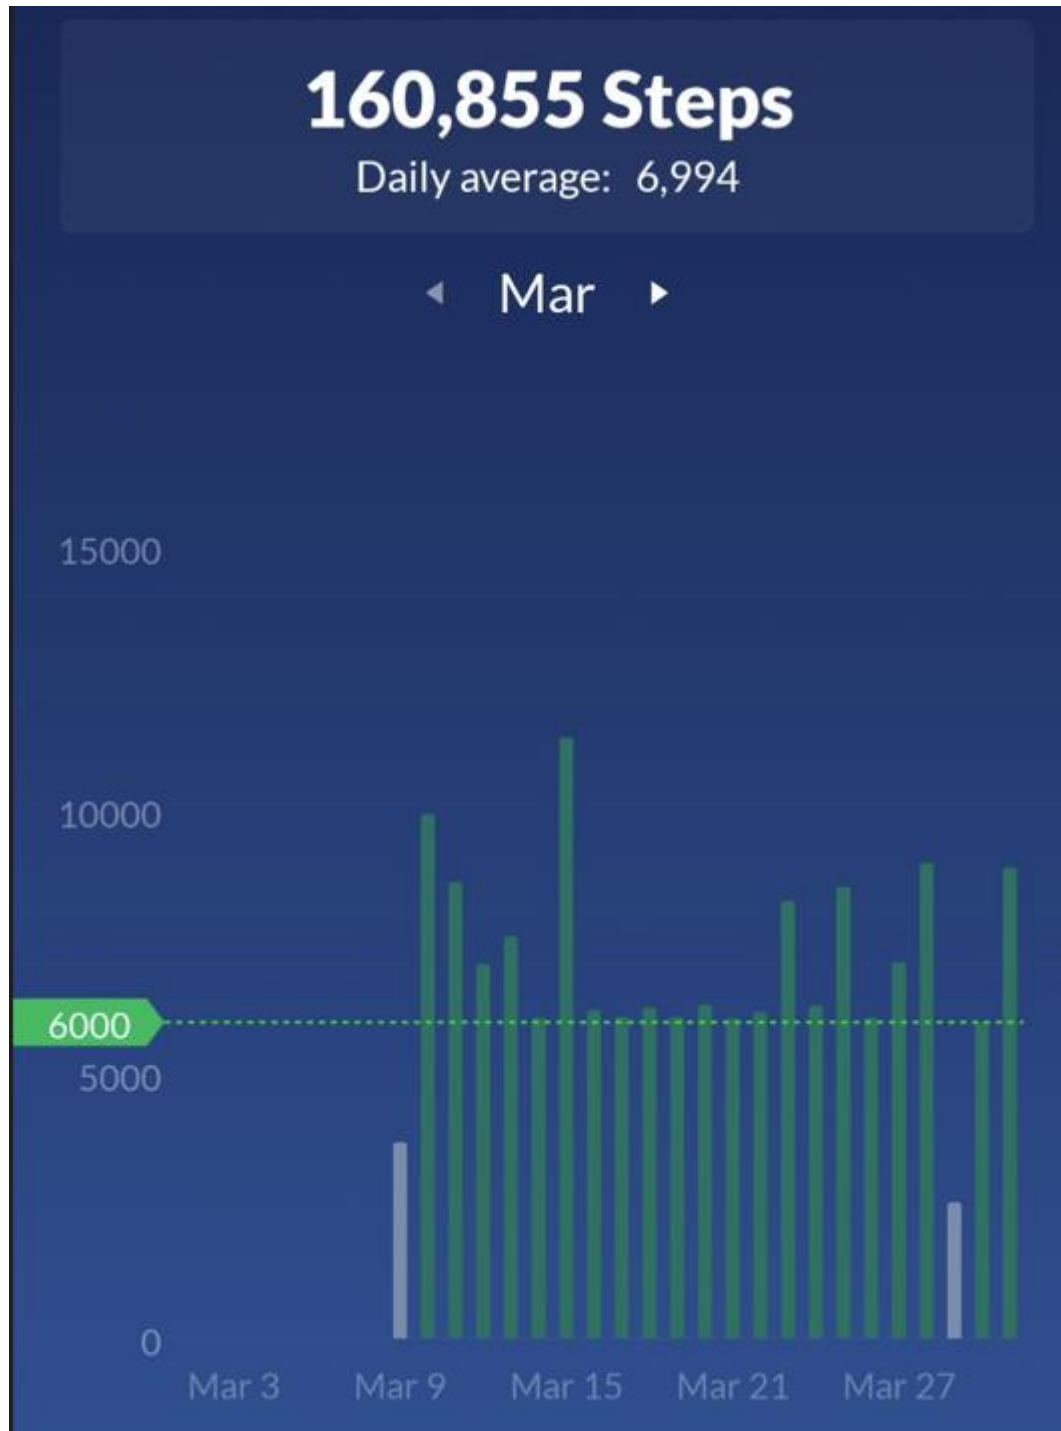 160,855 Steps
Daily average: 6,994
◀ Mar ▶
15000
10000
6000
5000
0
Mar 3 Mar 9 Mar 15 Mar 21 Mar 27